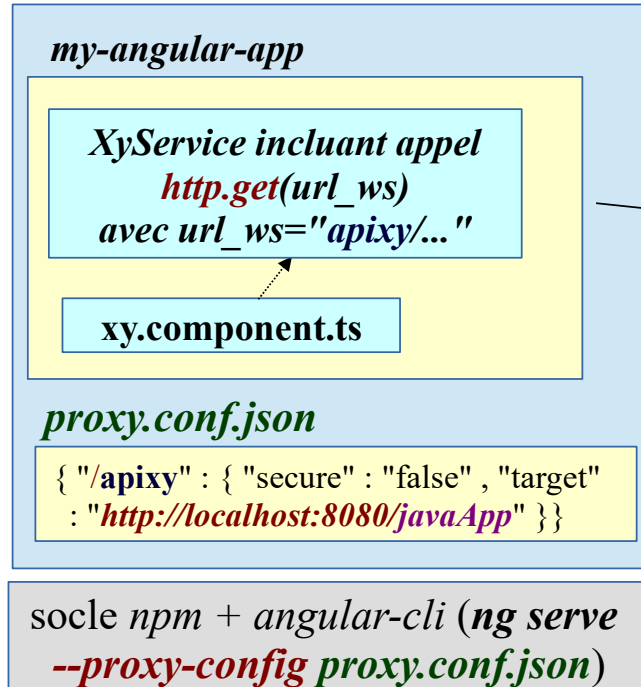 my-angular-app
XyService incluant appel
http.get(url_ws)
avec url_ws="apixy/..."
xy.component.ts
proxy.conf.json
{ "/apixy" : { "secure" : "false" , "target"
: "http://localhost:8080/javaApp" }}
socle npm + angular-cli (ng serve
--proxy-config proxy.conf.json)